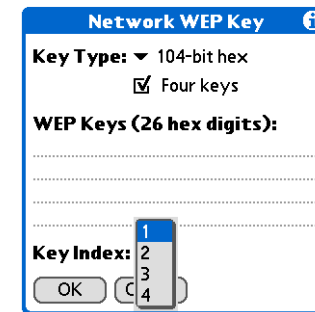 Network WEP Key
Key Type: 104-bit hex
Four keys
WEP Keys (26 hex digits):
Key Index:
1
2
3
4
OK